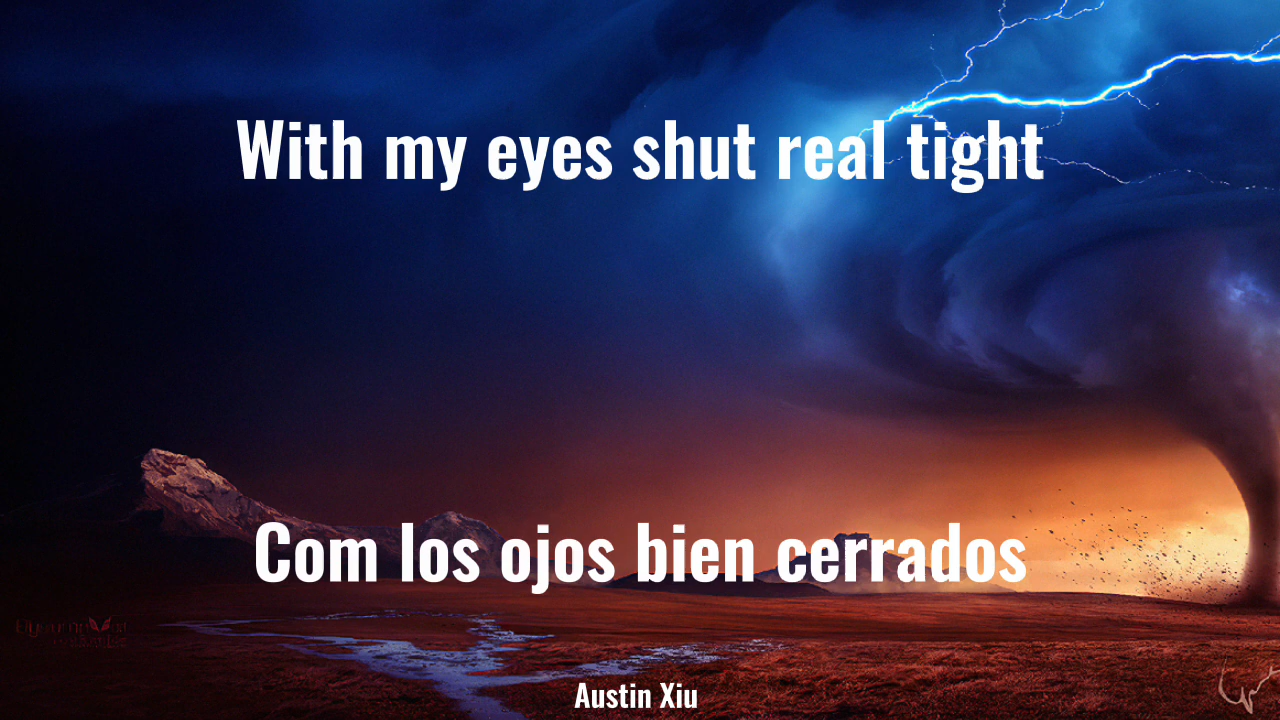 With my eyes shut real tight
Com los ojos bien cerrados
Austin Xiu